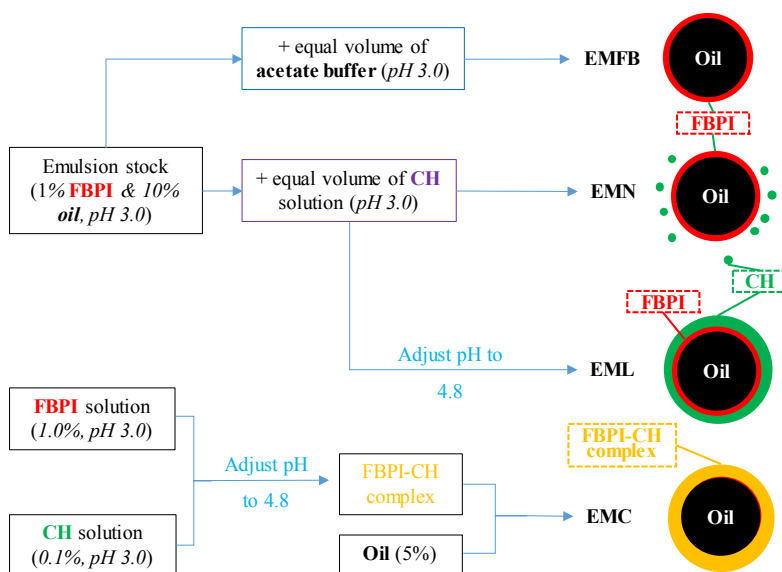 + equal volume of
acetate buffer (pH 3.0)
EMFB
Oil
FBPI
Emulsion stock
(1% FBPI & 10%
oil, pH 3.0)
+ equal volume of CH
solution (pH 3.0)
EMN
Oil
CH
FBPI
Adjust pH to
4.8
EML
Oil
FBPI solution
(1.0%, pH 3.0)
FBPI-CH
complex
Adjust pH
to 4.8
FBPI-CH
complex
EMC
Oil
CH solution
(0.1%, pH 3.0)
Oil (5%)